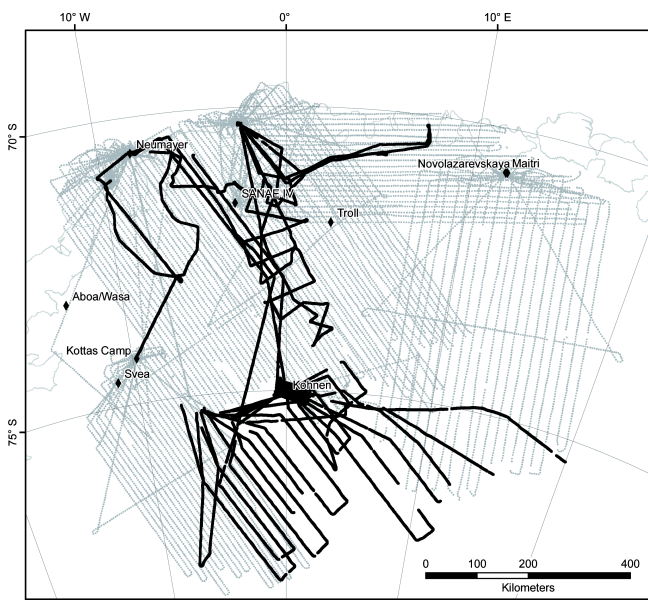 10° W
0°
10° E
70° S
Neumayer
Novolazarevskaya Maitri
SANAE IV
Troll
Aboa/Wasa
Kottas Camp
Svea
Kohnen
75° S
0 100 200 400
Kilometers